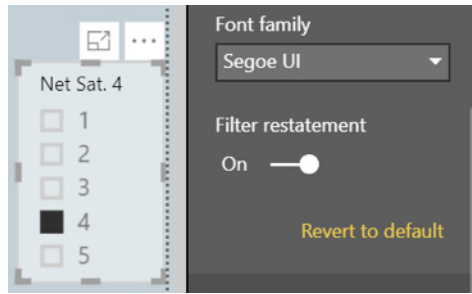 Net Sat. 4
1
2
3
4
5
Font family
Segoe UI
Filter restatement
On
Revert to default